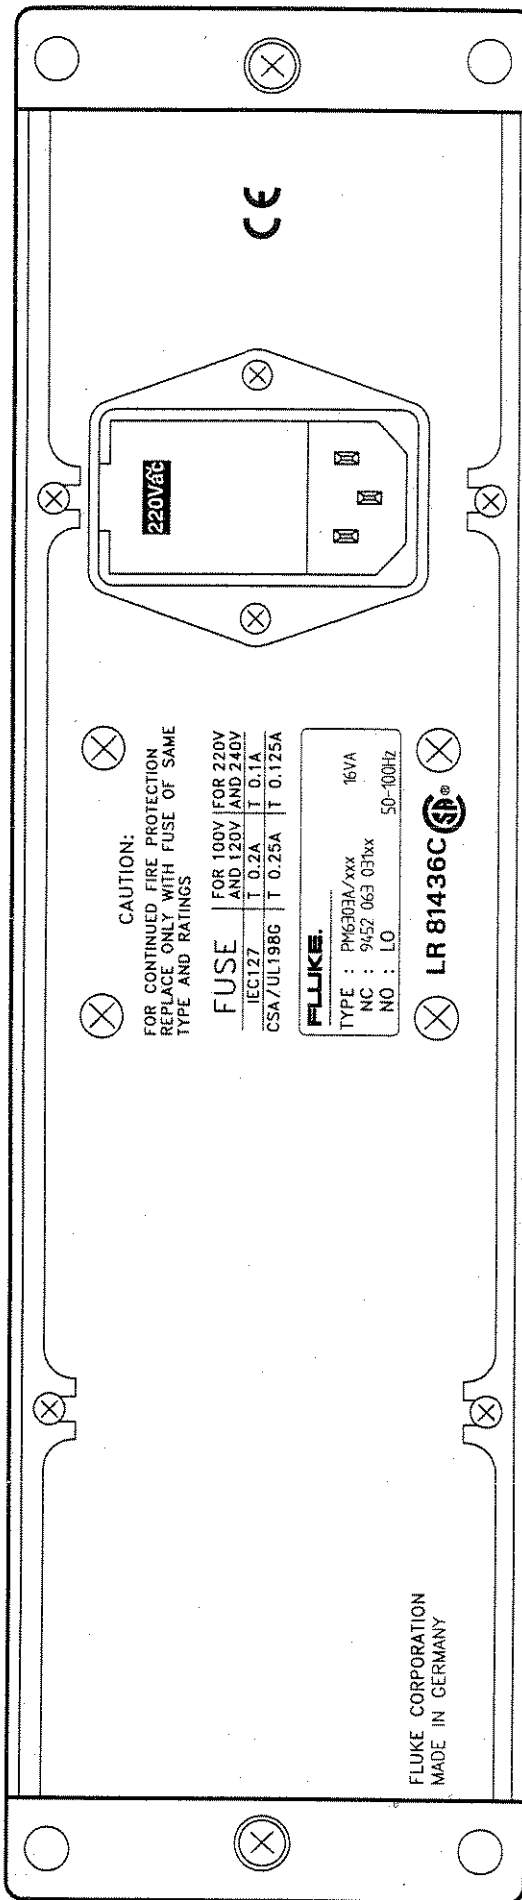 CAUTION:
FOR CONTINUED FIRE PROTECTION
REPLACE ONLY WITH FUSE OF SAME
TYPE AND RATINGS
FUSE FOR 100V AND 120V FOR 220V AND 240V
IEC127 T 0.2A T 0.1A
CSA/UL198G T 0.25A T 0.125A
FLUKE.
TYPE : PM6303A/xxx 16VA
NC : 9452 063 031xx
NO : LO 50-100Hz
LR 81436C SA ®
220Vac
CE
FLUKE CORPORATION
MADE IN GERMANY